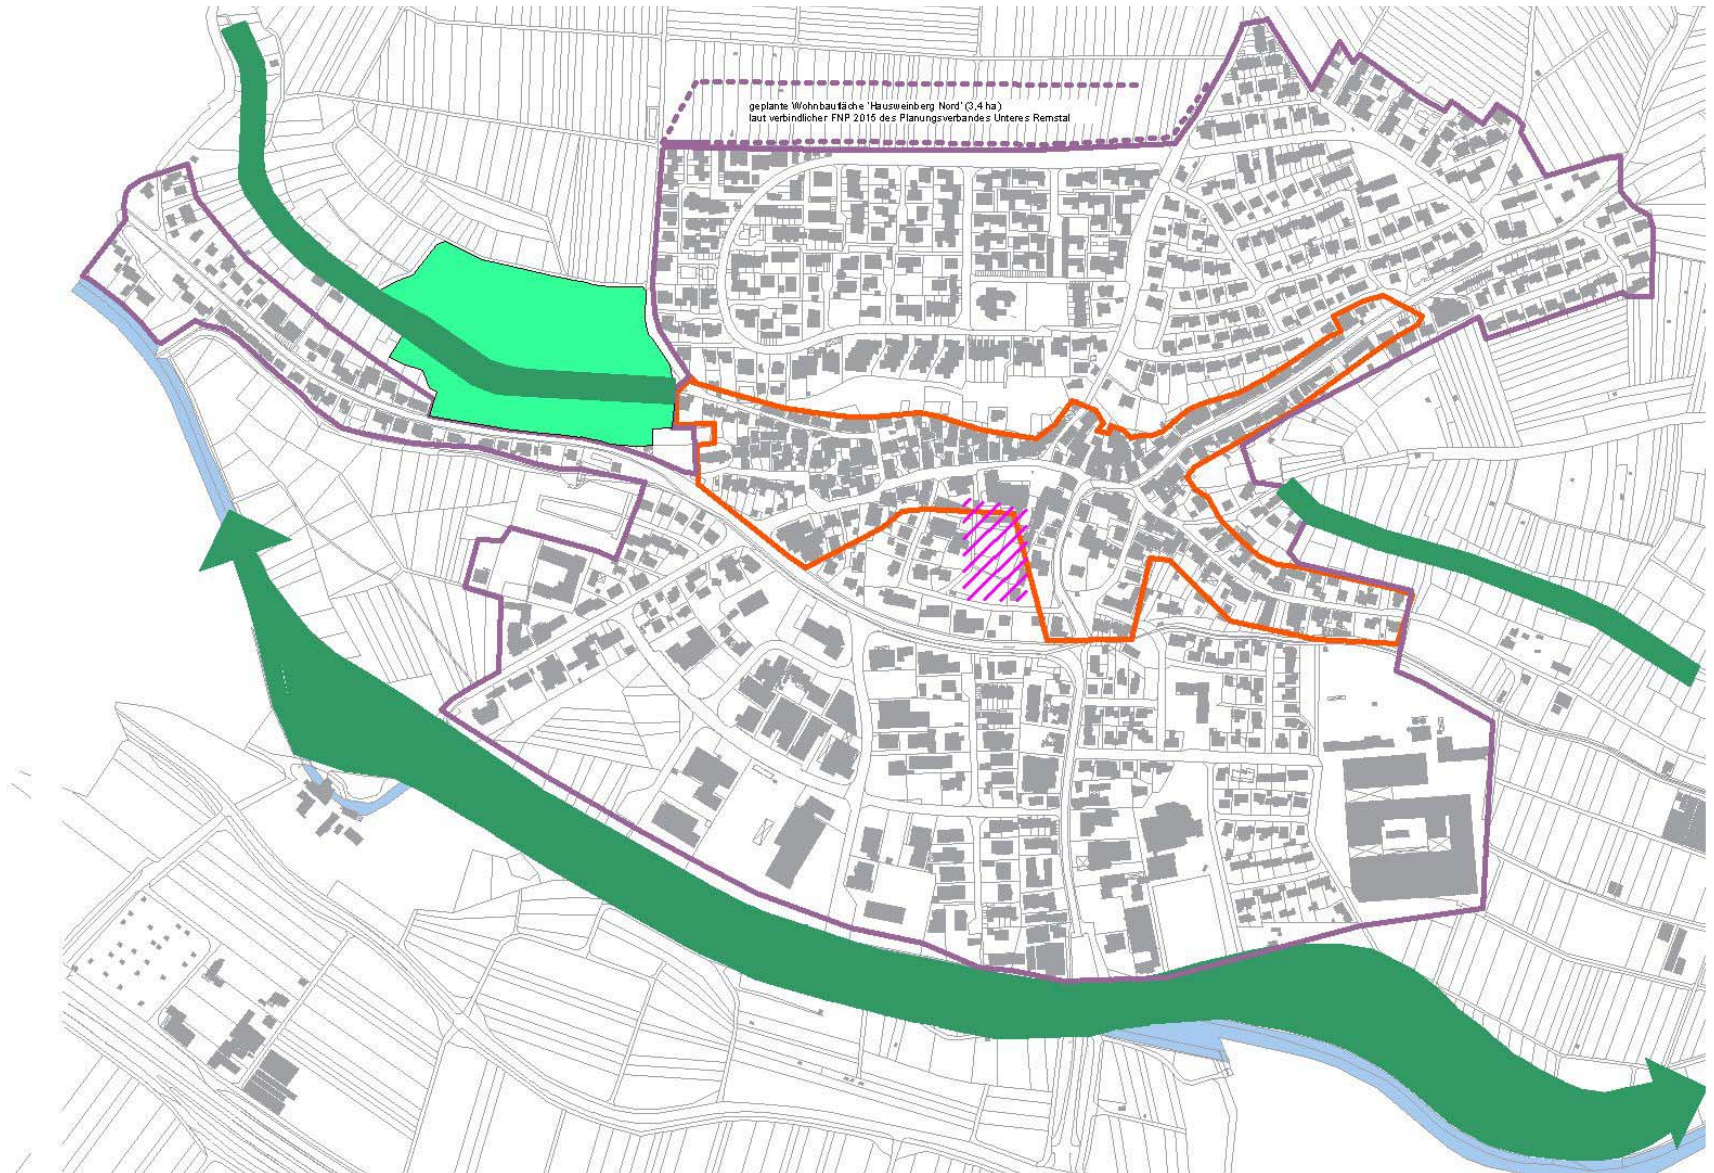 geplante Wohnbaufläche 'Hausweinberg Nord' (3,4 ha)
laut verbindlicher FNP 2015 des Planungsverbandes Unteres Remstal